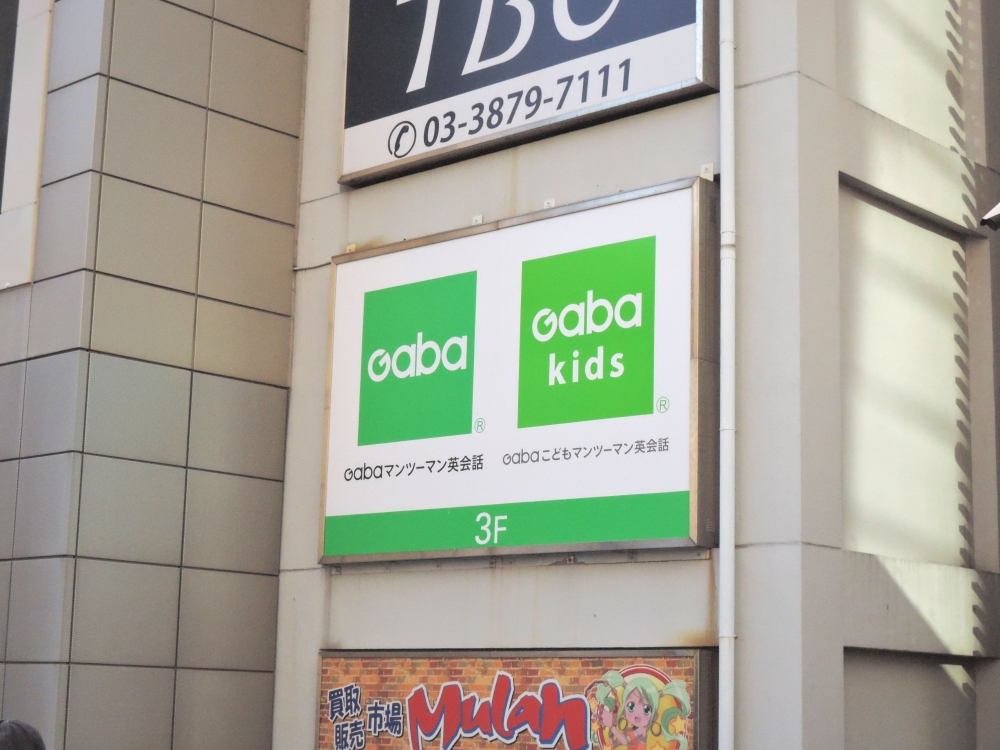 TBC
03-3879-7111
Gaba
®
Gabaマンツーマン英会話
Gaba
kids
®
Gabaこどもマンツーマン英会話
3F
買取
販売
市場
Mulan